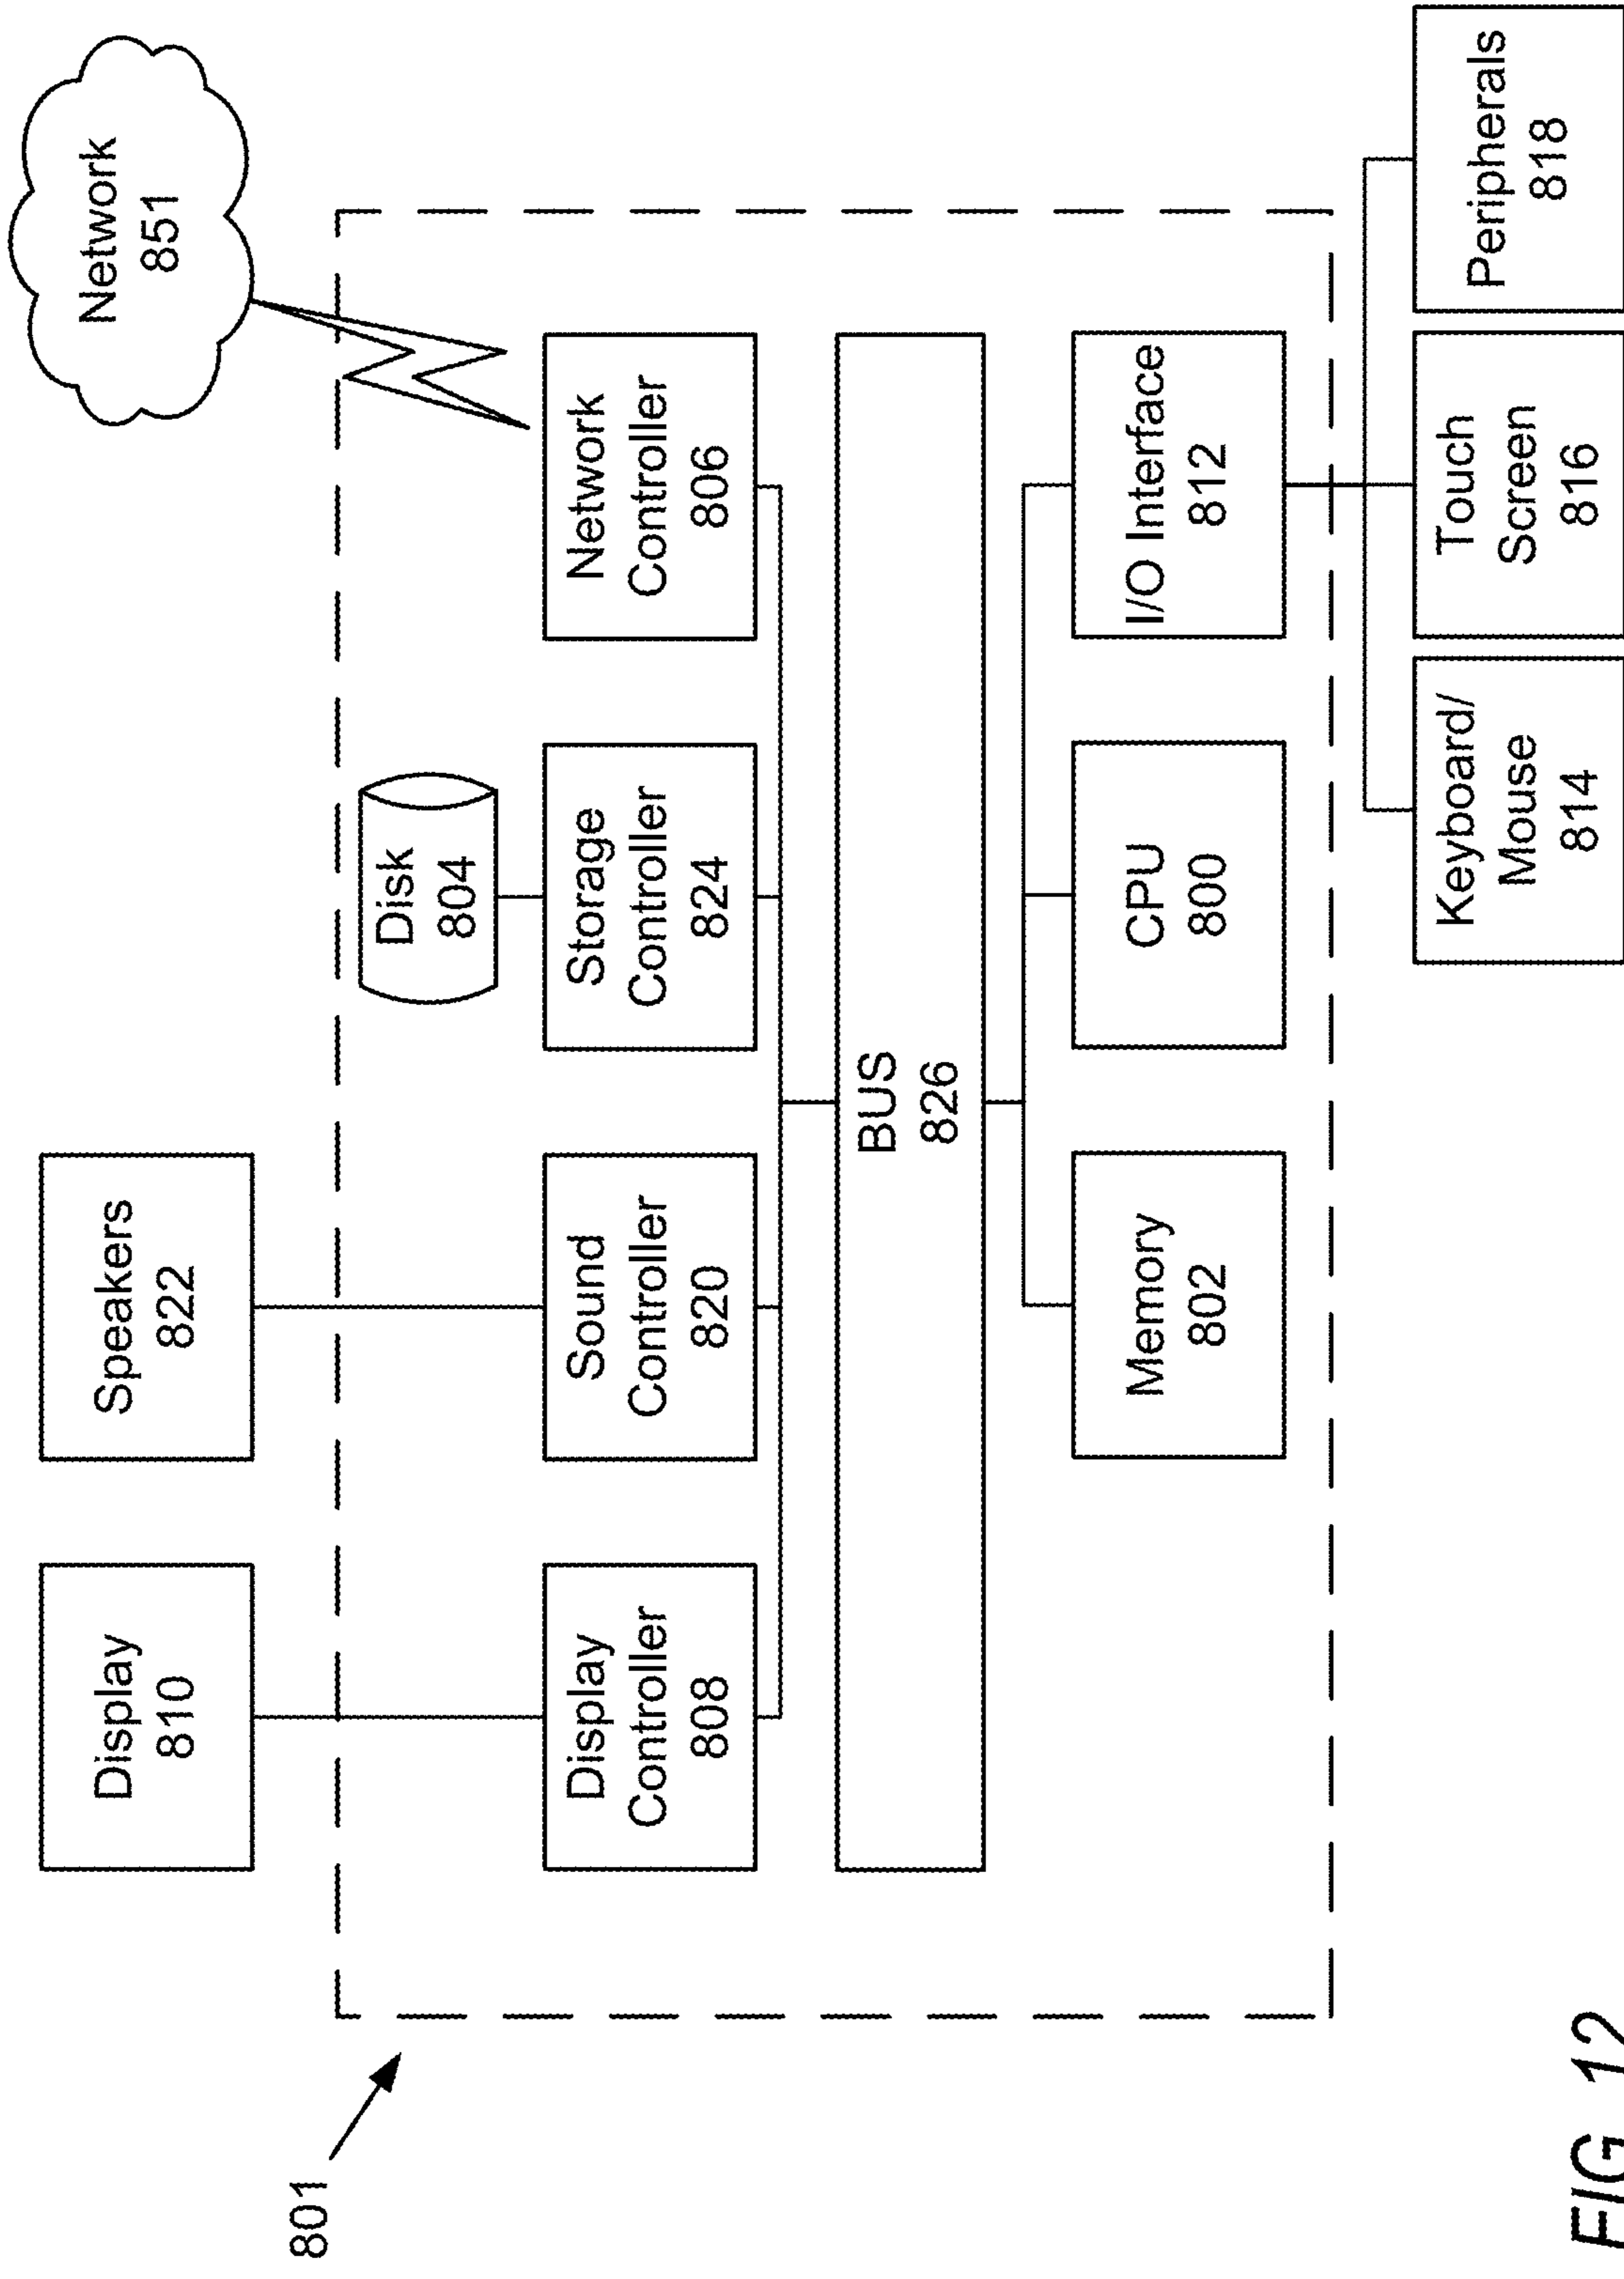 Display
810
Speakers
822
Network
851
801
Disk
804
Display
Controller
808
Sound
Controller
820
Storage
Controller
824
Network
Controller
806
BUS
826
Memory
802
CPU
800
I/O Interface
812
Keyboard/
Mouse
814
Touch
Screen
816
Peripherals
818
FIG 12